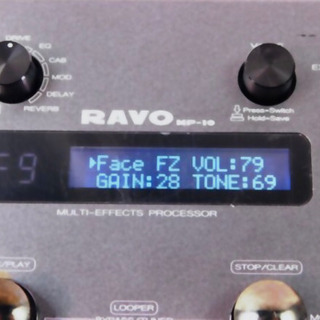 DRIVE
EQ
CAB
MOD
DELAY
REVERB
RAVO MP-10
Press-Switch
Hold-Save
F9
▸Face FZ VOL:79
GAIN:28 TONE:69
MULTI-EFFECTS PROCESSOR
/PLAY
STOP/CLEAR
LOOPER